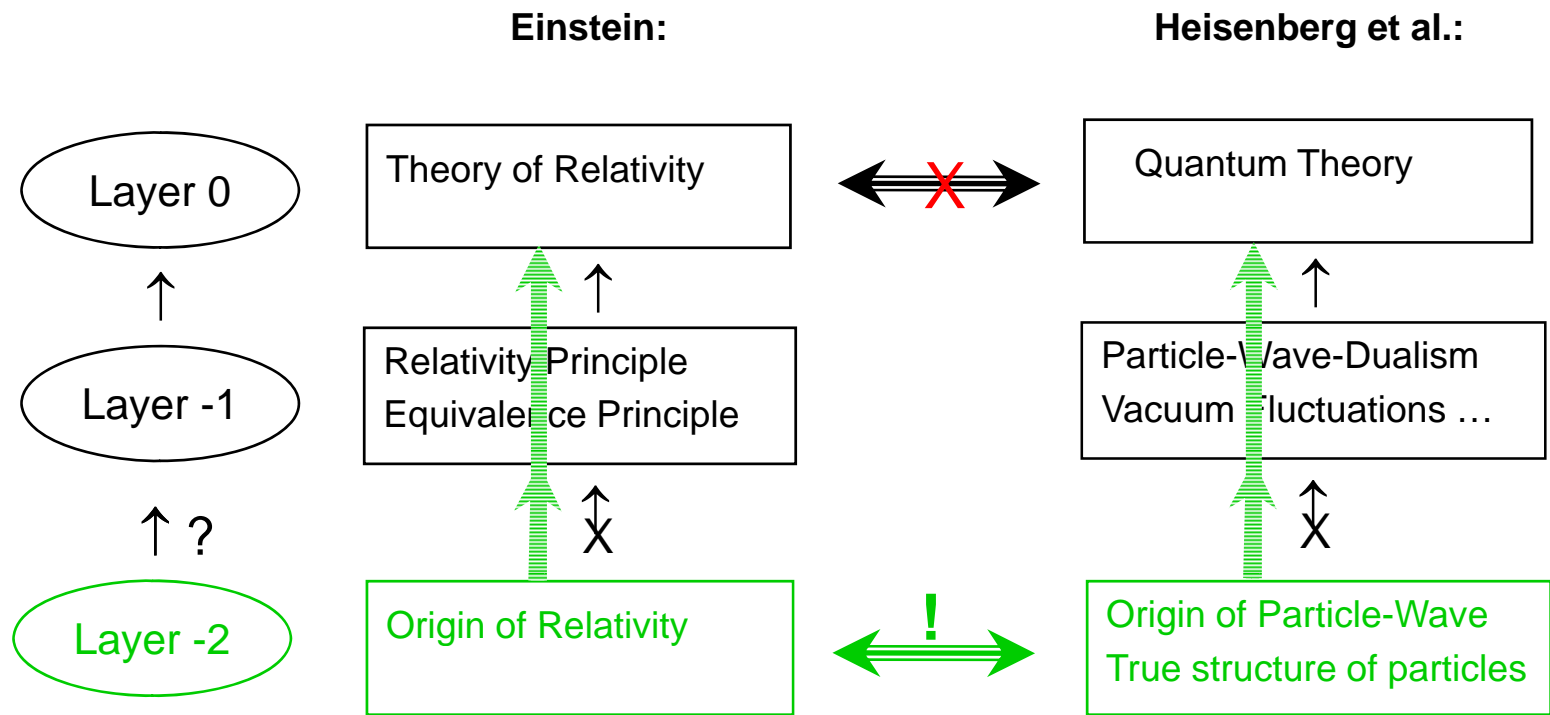 Einstein:
Heisenberg et al.:
Layer 0
Theory of Relativity
X
Quantum Theory
↑
↑
↑
Layer -1
Relativity Principle
Equivalence Principle
Particle-Wave-Dualism
Vacuum Fluctuations …
↑ ?
↑
X
↑
X
Layer -2
Origin of Relativity
!
Origin of Particle-Wave
True structure of particles